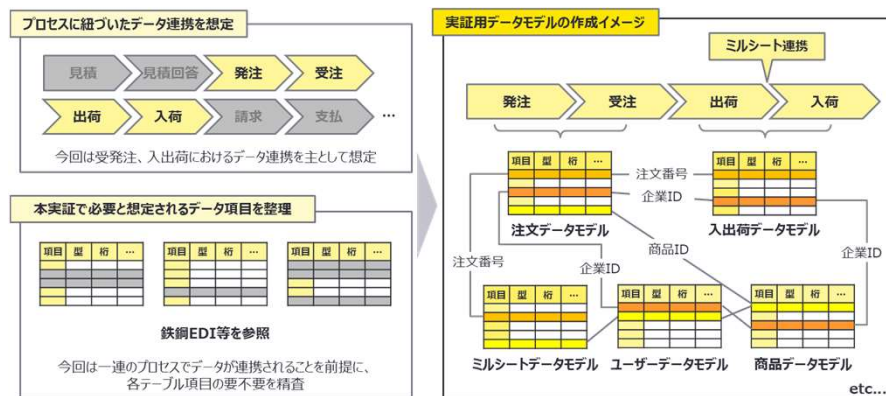 プロセスに紐づいたデータ連携を想定
見積
見積回答
発注
受注
出荷
入荷
請求
支払
…
今回は受発注、入出荷におけるデータ連携を主として想定
本実証で必要と想定されるデータ項目を整理
項目 型 桁 …
項目 型 桁 …
項目 型 桁 …
鉄鋼EDI等を参照
今回は一連のプロセスでデータが連携されることを前提に、
各テーブル項目の要不要を精査
実証用データモデルの作成イメージ
ミルシート連携
発注
受注
出荷
入荷
項目 型 桁 …
注文番号
項目 型 桁 …
企業ID
注文データモデル
入出荷データモデル
注文番号
企業ID
商品ID
企業ID
項目 型 桁 …
項目 型 桁 …
項目 型 桁 …
ミルシートデータモデル
ユーザーデータモデル
商品データモデル
etc...